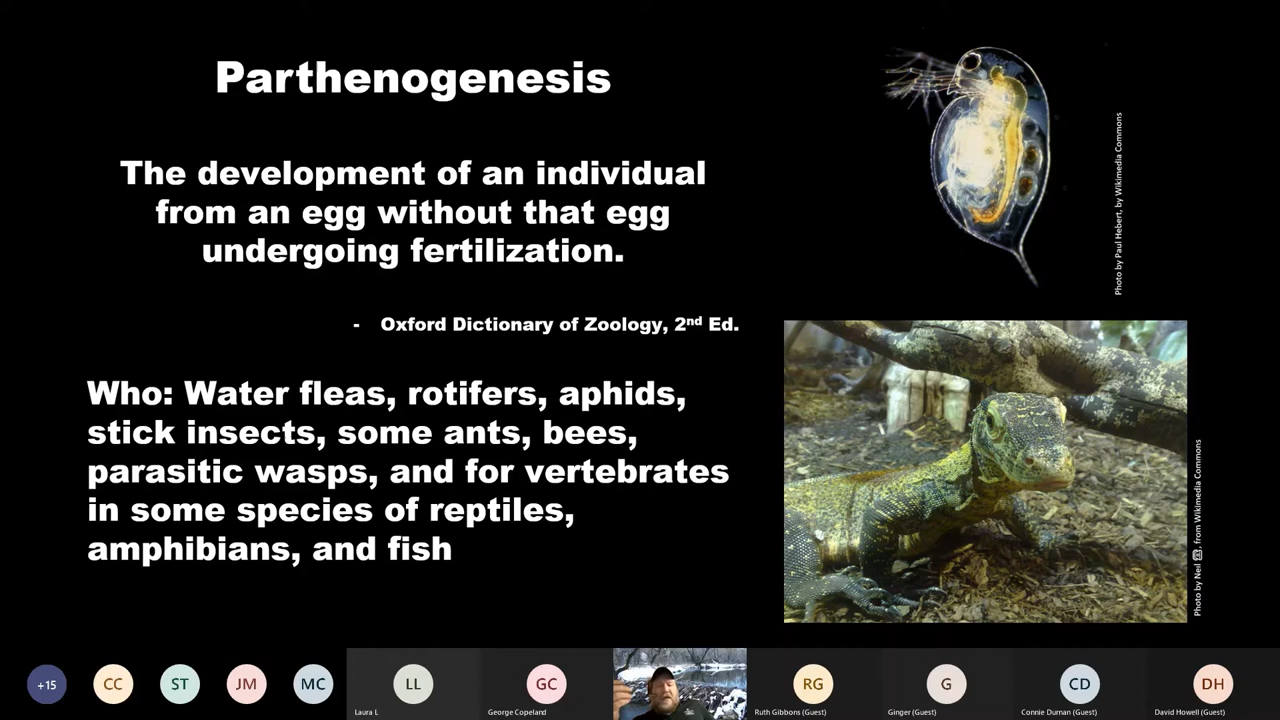 Parthenogenesis
The development of an individual
from an egg without that egg
undergoing fertilization.
- Oxford Dictionary of Zoology, 2nd Ed.
Who: Water fleas, rotifers, aphids,
stick insects, some ants, bees,
parasitic wasps, and for vertebrates
in some species of reptiles,
amphibians, and fish
Photo by Paul Hebert, by Wikimedia Commons
Photo by Neil ☎, from Wikimedia Commons
+15
CC
ST
JM
MC
LL
GC
RG
G
CD
DH
Laura L
George Copeland
Ruth Gibbons (Guest)
Ginger (Guest)
Connie Durnan (Guest)
David Howell (Guest)